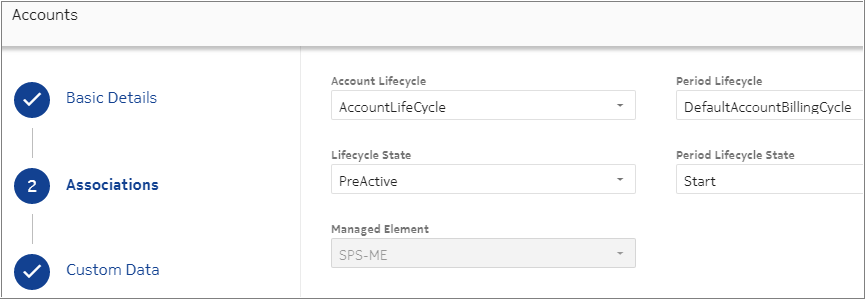 Accounts
Basic Details
2
Associations
Custom Data
Account Lifecycle
Period Lifecycle
AccountLifeCycle
DefaultAccountBillingCycle
Lifecycle State
Period Lifecycle State
PreActive
Start
Managed Element
SPS-ME